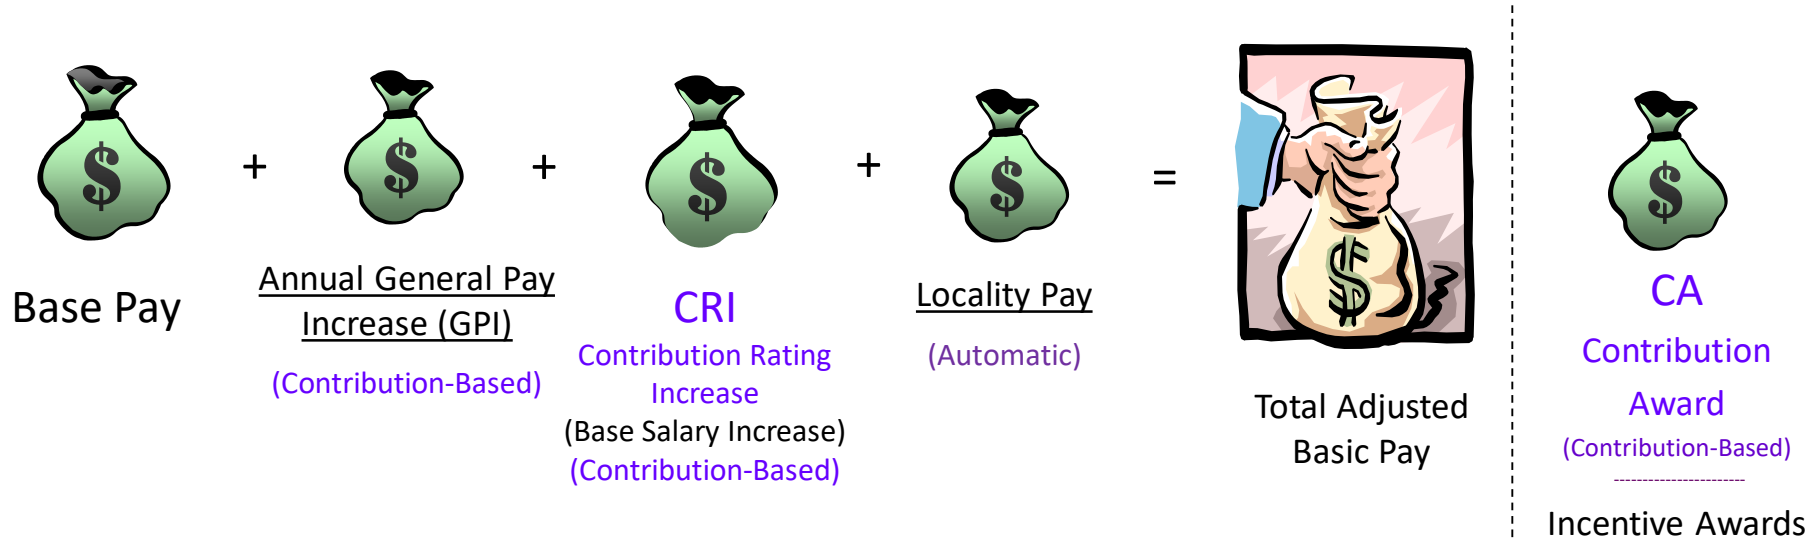 $
+
$
+
$
+
$
=
$
$
Base Pay
Annual General Pay
Increase (GPI)
(Contribution-Based)
CRI
Contribution Rating
Increase
(Base Salary Increase)
(Contribution-Based)
Locality Pay
(Automatic)
Total Adjusted
Basic Pay
CA
Contribution
Award
(Contribution-Based)
-----------------------
Incentive Awards